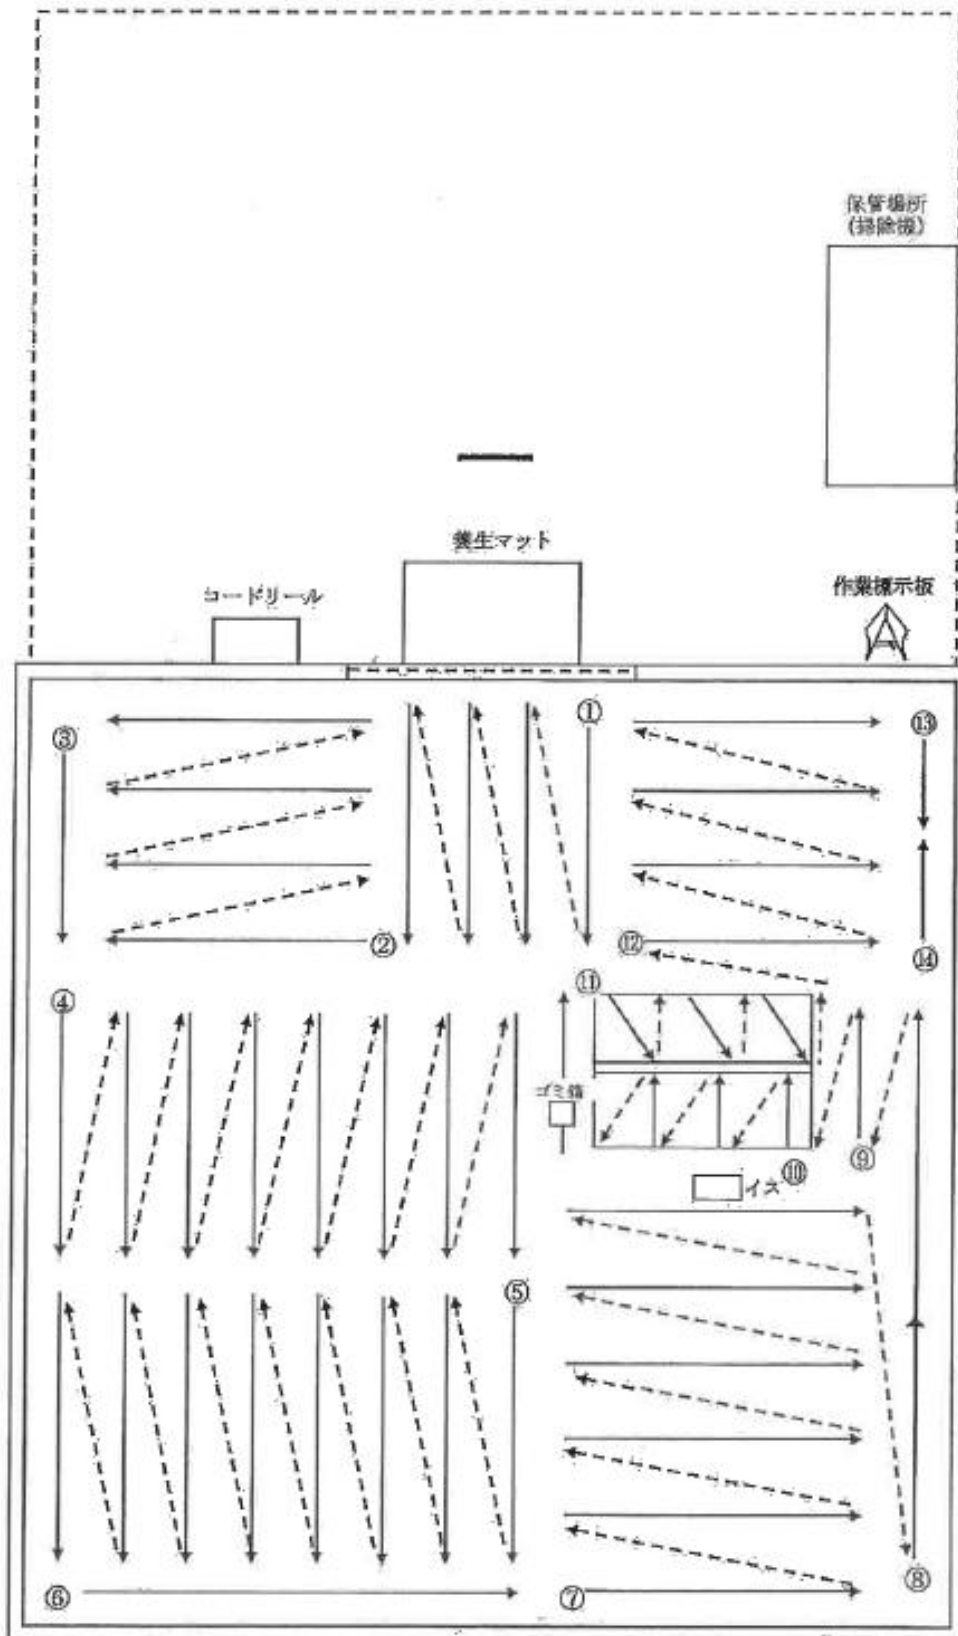 保管場所
(掃除機)
養生マット
コードリール
作業標示板
①
③
⑬
②
⑫
⑭
⑪
④
ゴミ箱
⑨
⑩
イス
⑤
⑧
⑥
⑦